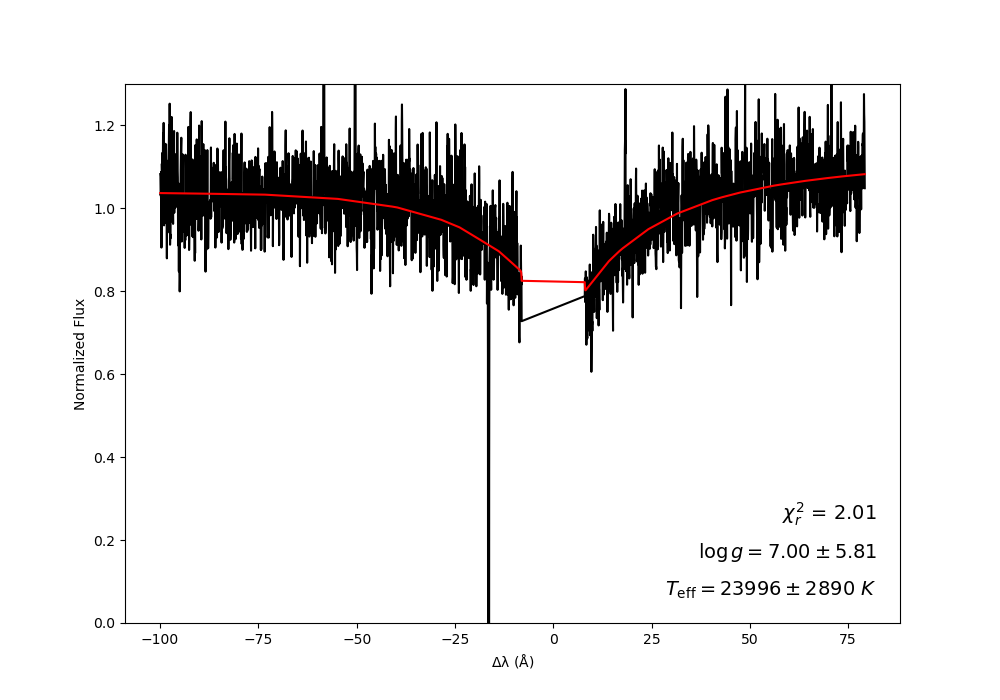 1.2
1.0
0.8
0.6
0.4
0.2
0.0
Normalized Flux
χ²ᵣ = 2.01
log g = 7.00 ± 5.81
T_eff = 23996 ± 2890 K
−100 −75 −50 −25 0 25 50 75
Δλ (Å)